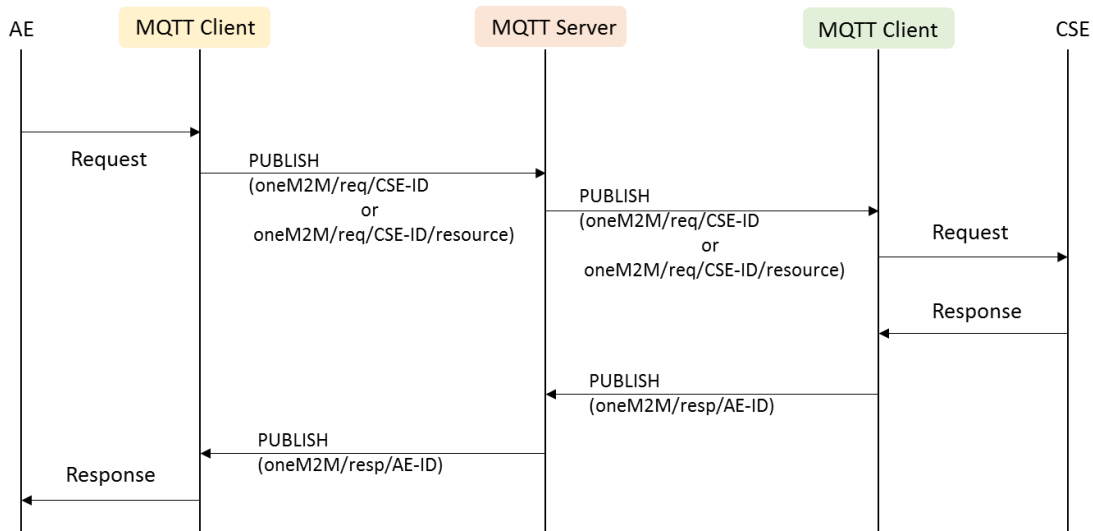 AE
MQTT Client
MQTT Server
MQTT Client
CSE
Request
PUBLISH
(oneM2M/req/CSE-ID
or
oneM2M/req/CSE-ID/resource)
PUBLISH
(oneM2M/req/CSE-ID
or
oneM2M/req/CSE-ID/resource)
Request
Response
PUBLISH
(oneM2M/resp/AE-ID)
PUBLISH
(oneM2M/resp/AE-ID)
Response